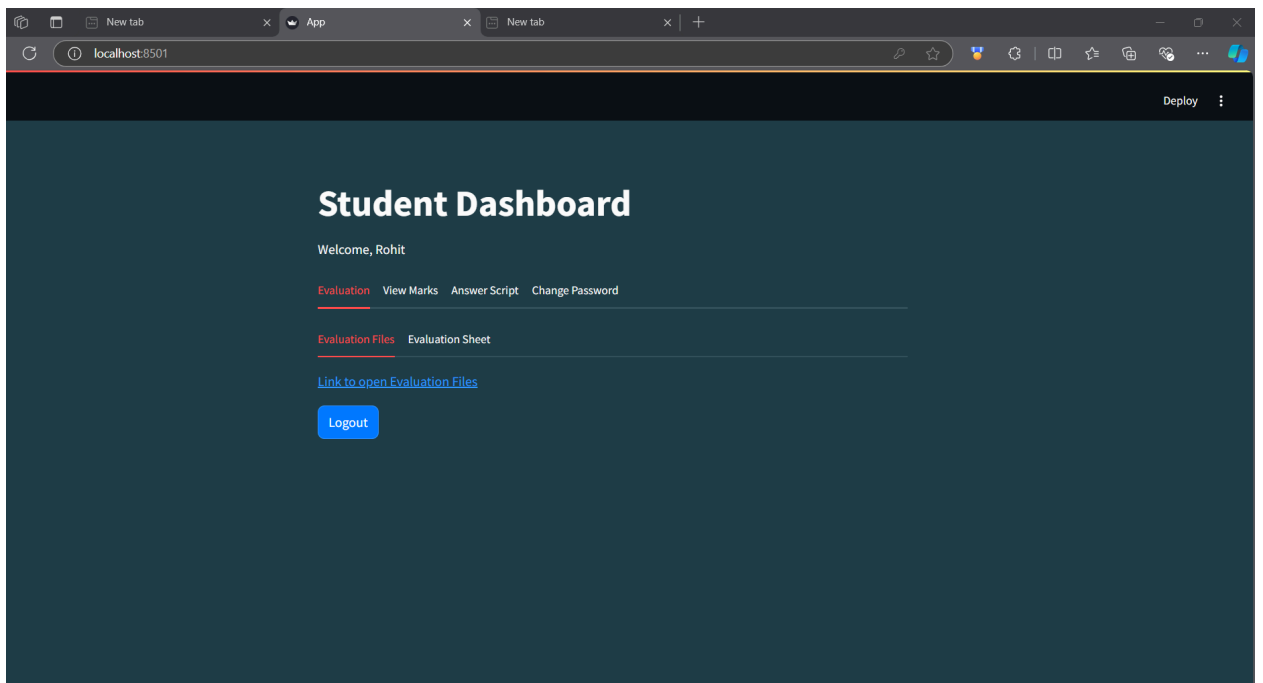 New tab
App
New tab
localhost:8501
Deploy
Student Dashboard
Welcome, Rohit
Evaluation View Marks Answer Script Change Password
Evaluation Files Evaluation Sheet
Link to open Evaluation Files
Logout